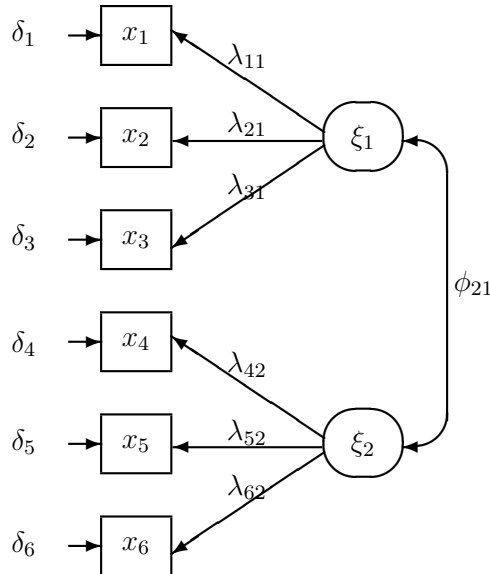 δ₁ x₁
λ₁₁
δ₂ x₂ λ₂₁ ξ₁
λ₃₁
δ₃ x₃
ϕ₂₁
δ₄ x₄
λ₄₂
δ₅ x₅ λ₅₂ ξ₂
λ₆₂
δ₆ x₆